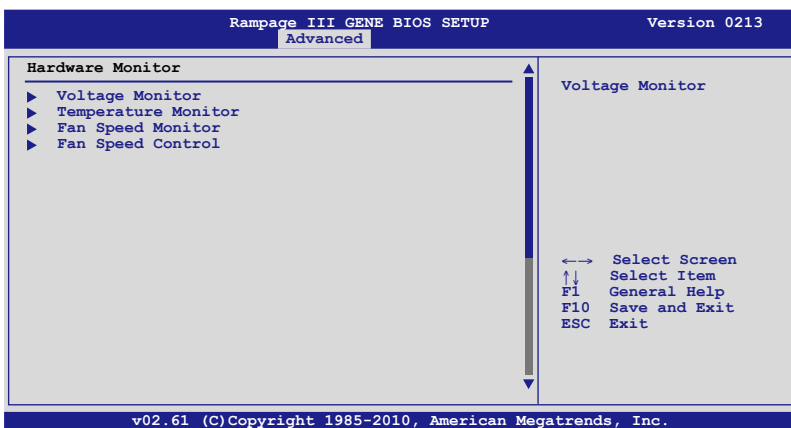 Rampage III GENE BIOS SETUP Version 0213
Advanced
Hardware Monitor
Voltage Monitor
Temperature Monitor
Fan Speed Monitor
Fan Speed Control
Voltage Monitor
←→ Select Screen
↑↓ Select Item
F1 General Help
F10 Save and Exit
ESC Exit
v02.61 (C)Copyright 1985-2010, American Megatrends, Inc.